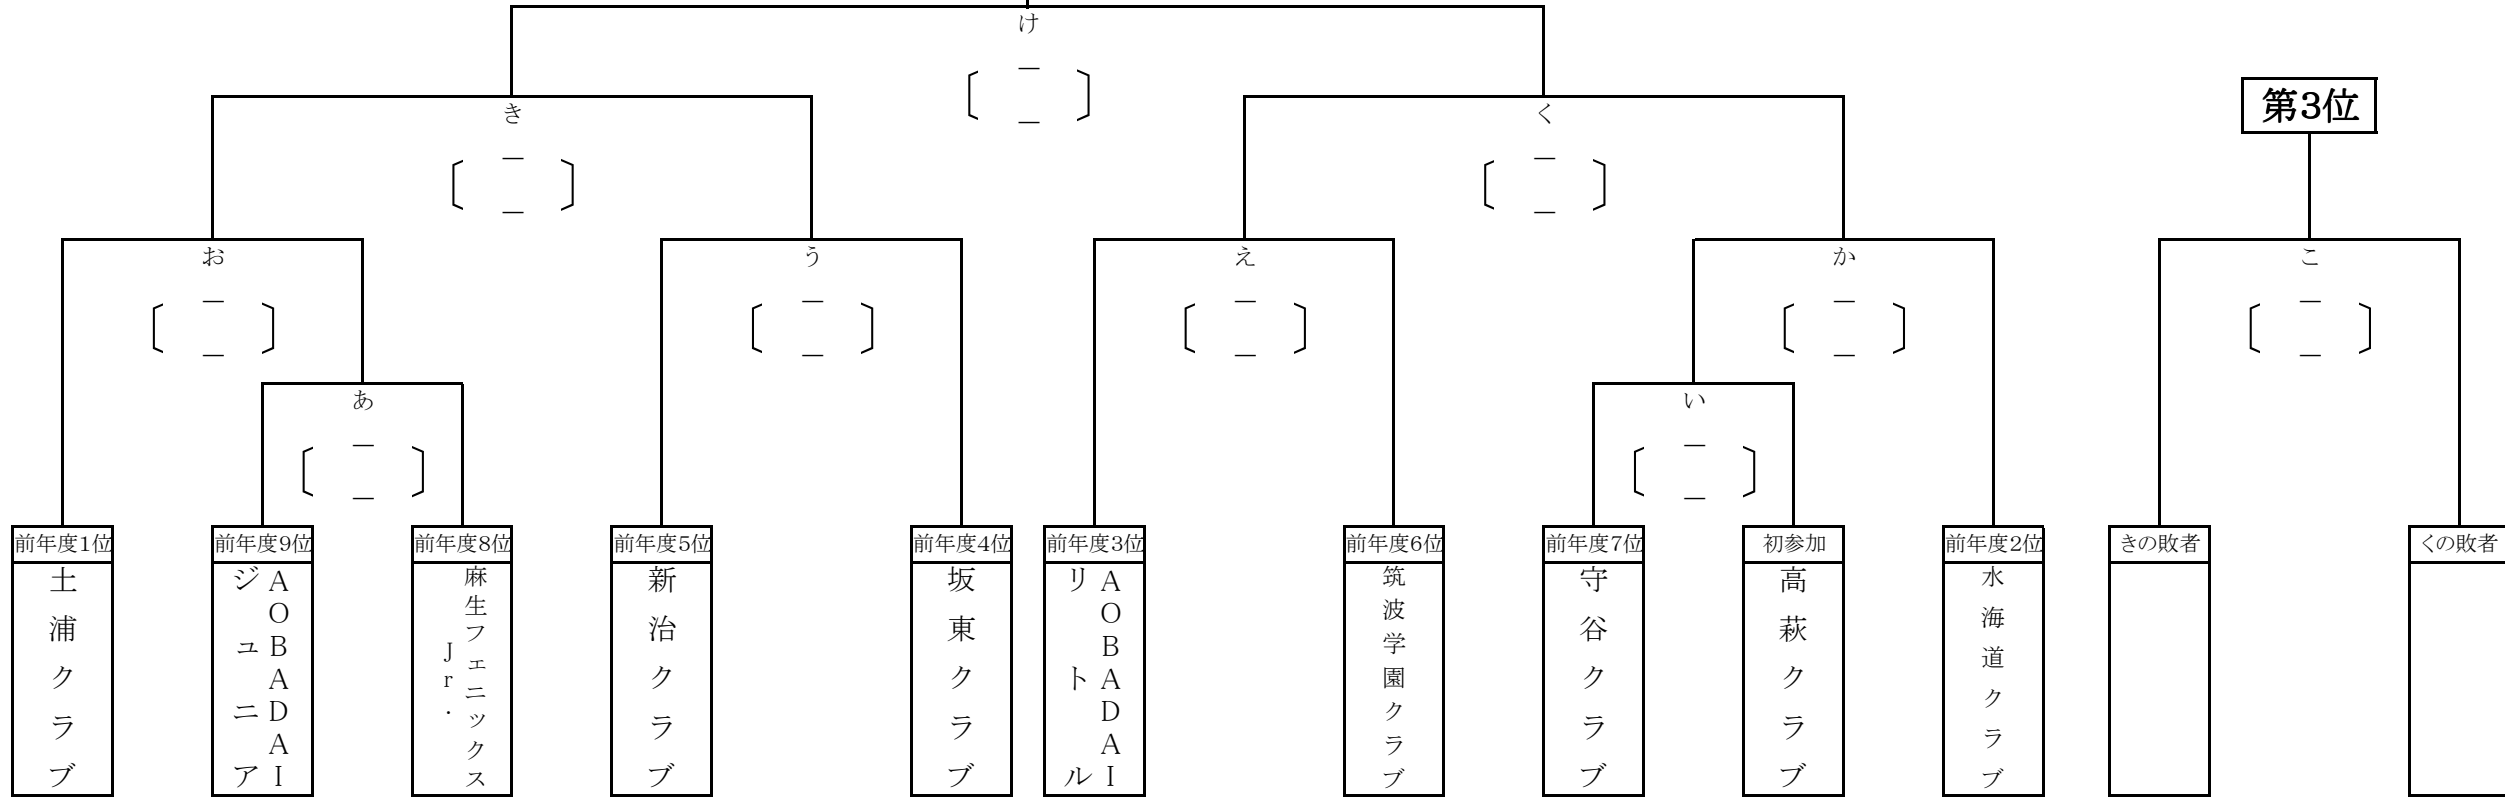 け
〔 － 〕
－
第3位
き
〔 － 〕
－
く
〔 － 〕
－
お
〔 － 〕
－
う
〔 － 〕
－
え
〔 － 〕
－
か
〔 － 〕
－
こ
〔 － 〕
－
あ
〔 － 〕
－
い
〔 － 〕
－
前年度1位
土浦クラブ
前年度9位
ＡＯＢＡＤＡＩ
ジュニア
前年度8位
麻生フェニックス
Ｊｒ．
前年度5位
新治クラブ
前年度4位
坂東クラブ
前年度3位
ＡＯＢＡＤＡＩ
リトル
前年度6位
筑波学園クラブ
前年度7位
守谷クラブ
初参加
高萩クラブ
前年度2位
水海道クラブ
きの敗者
くの敗者